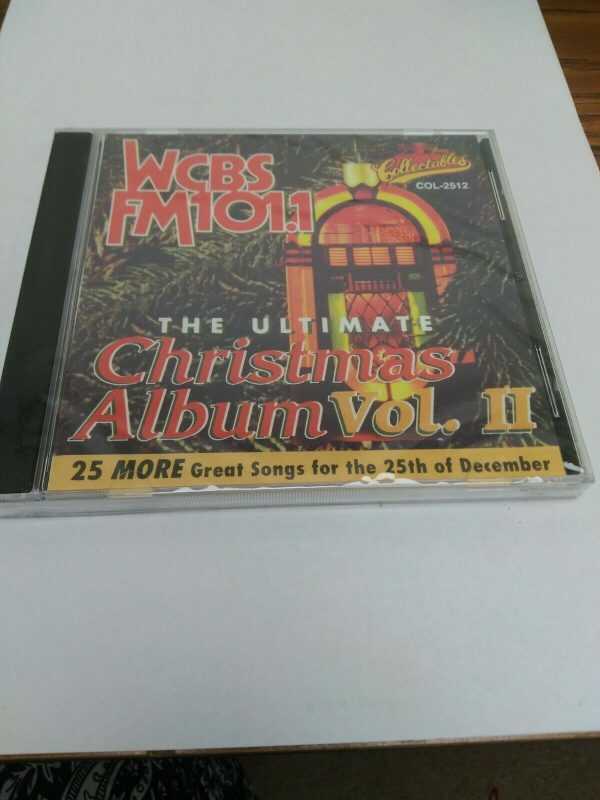 WCBS
FM101.1
Collectables
COL-2512
THE ULTIMATE
Christmas
Album Vol. II
25 MORE Great Songs for the 25th of December